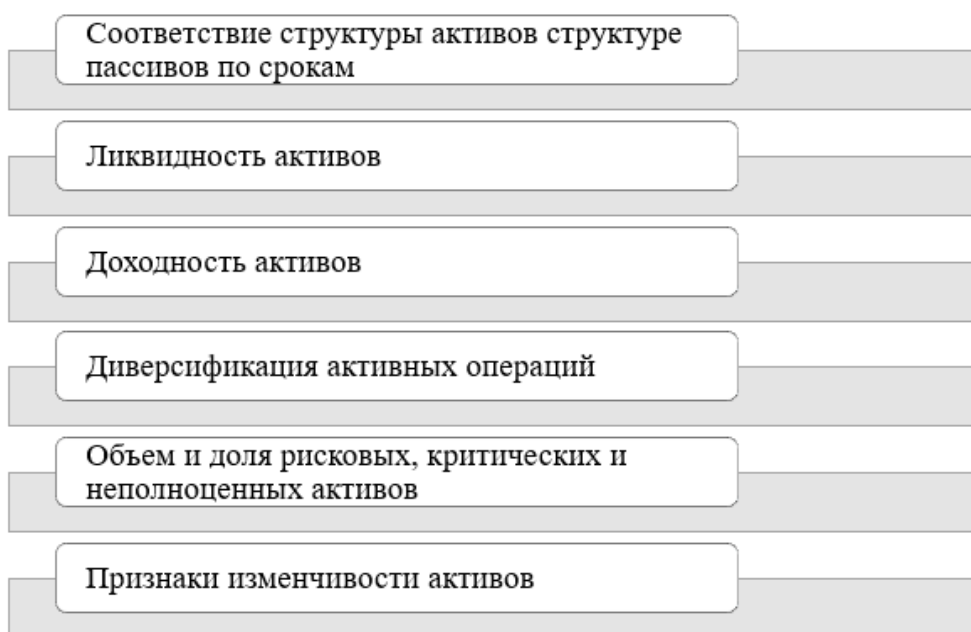 Соответствие структуры активов структуре
пассивов по срокам
Ликвидность активов
Доходность активов
Диверсификация активных операций
Объем и доля рисковых, критических и
неполноценных активов
Признаки изменчивости активов